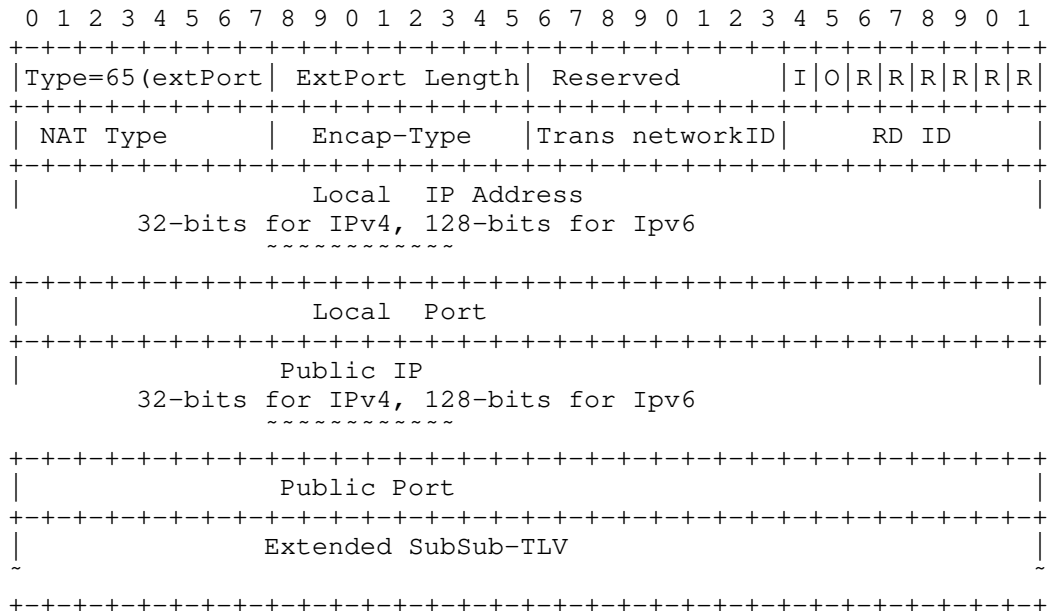 0 1 2 3 4 5 6 7 8 9 0 1 2 3 4 5 6 7 8 9 0 1 2 3 4 5 6 7 8 9 0 1
+-+-+-+-+-+-+-+-+-+-+-+-+-+-+-+-+-+-+-+-+-+-+-+-+-+-+-+-+-+-+-+-+
|Type=65(extPort| ExtPort Length| Reserved      |I|O|R|R|R|R|R|R|
+-+-+-+-+-+-+-+-+-+-+-+-+-+-+-+-+-+-+-+-+-+-+-+-+-+-+-+-+-+-+-+-+
| NAT Type      |  Encap-Type   |Trans networkID|     RD ID     |
+-+-+-+-+-+-+-+-+-+-+-+-+-+-+-+-+-+-+-+-+-+-+-+-+-+-+-+-+-+-+-+-+
|                  Local  IP Address                            |
        32-bits for IPv4, 128-bits for Ipv6
                ~~~~~~~~~~~~
+-+-+-+-+-+-+-+-+-+-+-+-+-+-+-+-+-+-+-+-+-+-+-+-+-+-+-+-+-+-+-+-+
|                  Local  Port                                  |
+-+-+-+-+-+-+-+-+-+-+-+-+-+-+-+-+-+-+-+-+-+-+-+-+-+-+-+-+-+-+-+-+
|                Public IP                                      |
        32-bits for IPv4, 128-bits for Ipv6
                ~~~~~~~~~~~~
+-+-+-+-+-+-+-+-+-+-+-+-+-+-+-+-+-+-+-+-+-+-+-+-+-+-+-+-+-+-+-+-+
|                Public Port                                    |
+-+-+-+-+-+-+-+-+-+-+-+-+-+-+-+-+-+-+-+-+-+-+-+-+-+-+-+-+-+-+-+-+
|               Extended SubSub-TLV                             |
~                                                               ~
+-+-+-+-+-+-+-+-+-+-+-+-+-+-+-+-+-+-+-+-+-+-+-+-+-+-+-+-+-+-+-+-+